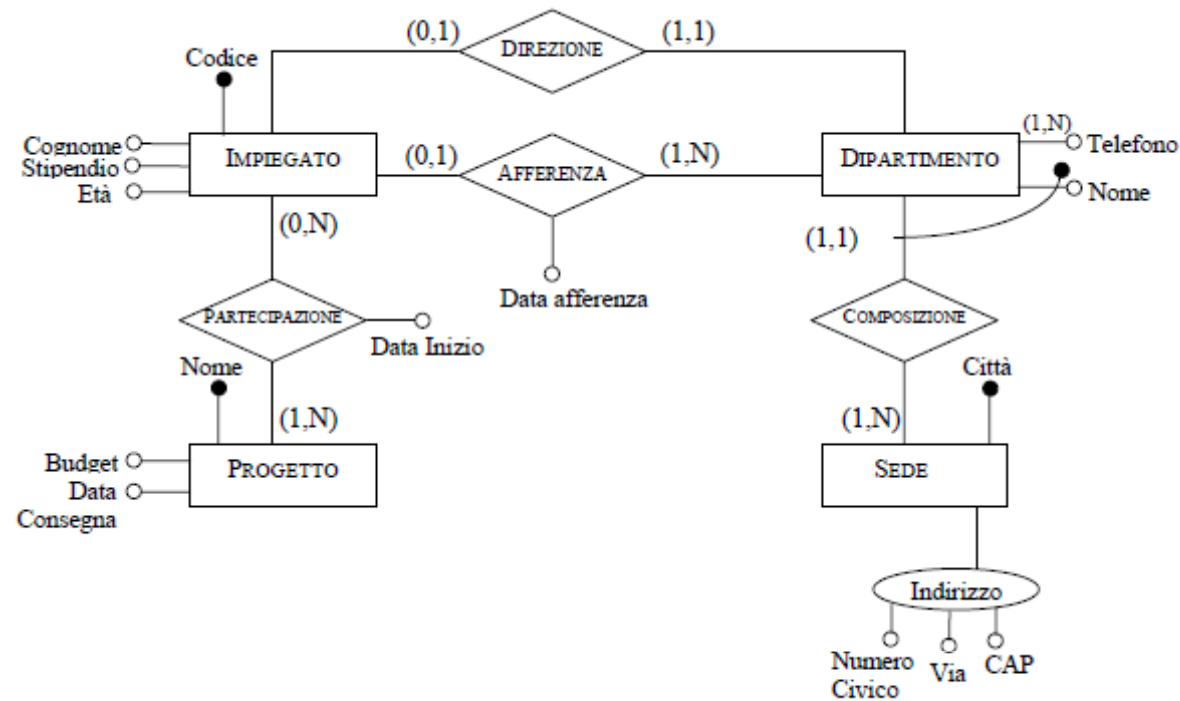 (0,1)
DIREZIONE
(1,1)
Codice
Cognome
Stipendio
Età
IMPIEGATO
(0,1)
AFFERENZA
(1,N)
DIPARTIMENTO
(1,N)
Telefono
Nome
(0,N)
(1,1)
Data afferenza
PARTECIPAZIONE
Data Inizio
COMPOSIZIONE
Nome
Città
(1,N)
(1,N)
Budget
Data
Consegna
PROGETTO
SEDE
Indirizzo
Numero
Civico
Via
CAP